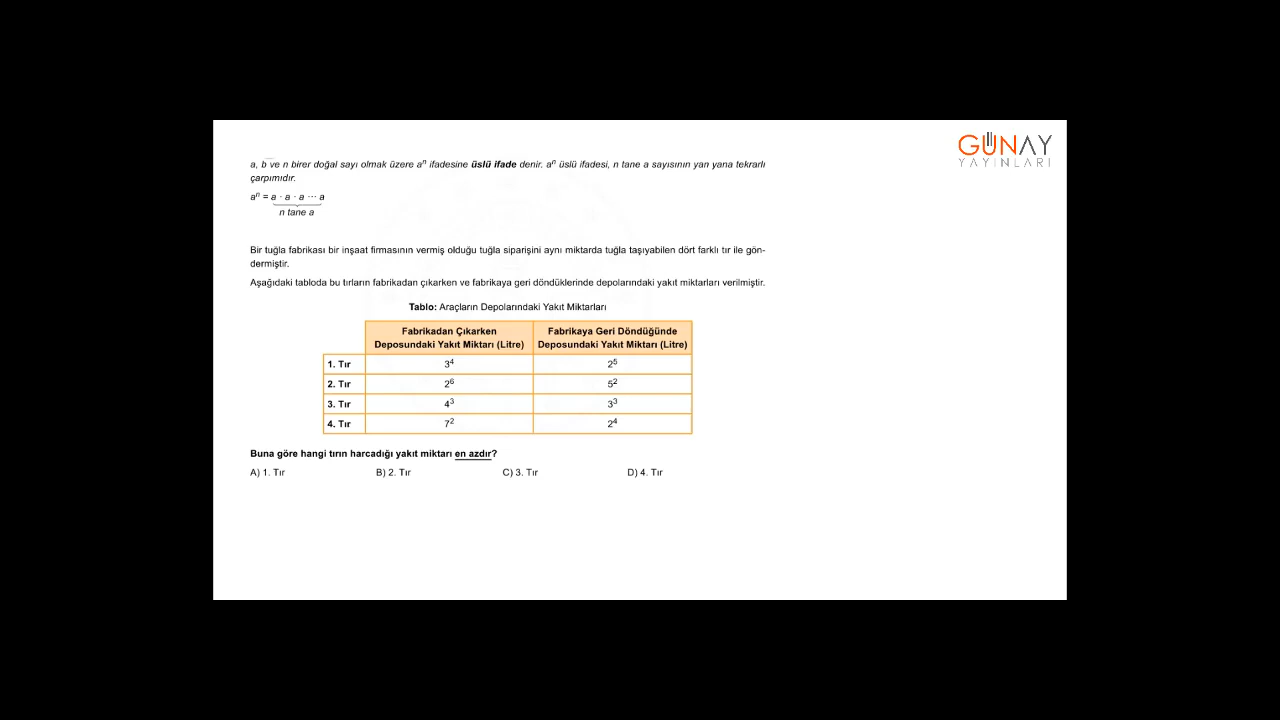 GÜNAY
YAYINLARI
a, b ve n birer doğal sayı olmak üzere aⁿ ifadesine üslü ifade denir. aⁿ üslü ifadesi, n tane a sayısının yan yana tekrarlı
çarpımıdır.
aⁿ = a · a · a ··· a
n tane a
Bir tuğla fabrikası bir inşaat firmasının vermiş olduğu tuğla siparişini aynı miktarda tuğla taşıyabilen dört farklı tır ile gön-
dermiştir.
Aşağıdaki tabloda bu tırların fabrikadan çıkarken ve fabrikaya geri döndüklerinde depolarındaki yakıt miktarları verilmiştir.
Tablo: Araçların Depolarındaki Yakıt Miktarları
Fabrikadan Çıkarken Fabrikaya Geri Döndüğünde
Deposundaki Yakıt Miktarı (Litre) Deposundaki Yakıt Miktarı (Litre)
1. Tır 3⁴ 2⁵
2. Tır 2⁶ 5²
3. Tır 4³ 3³
4. Tır 7² 2⁴
Buna göre hangi tırın harcadığı yakıt miktarı en azdır?
A) 1. Tır B) 2. Tır C) 3. Tır D) 4. Tır